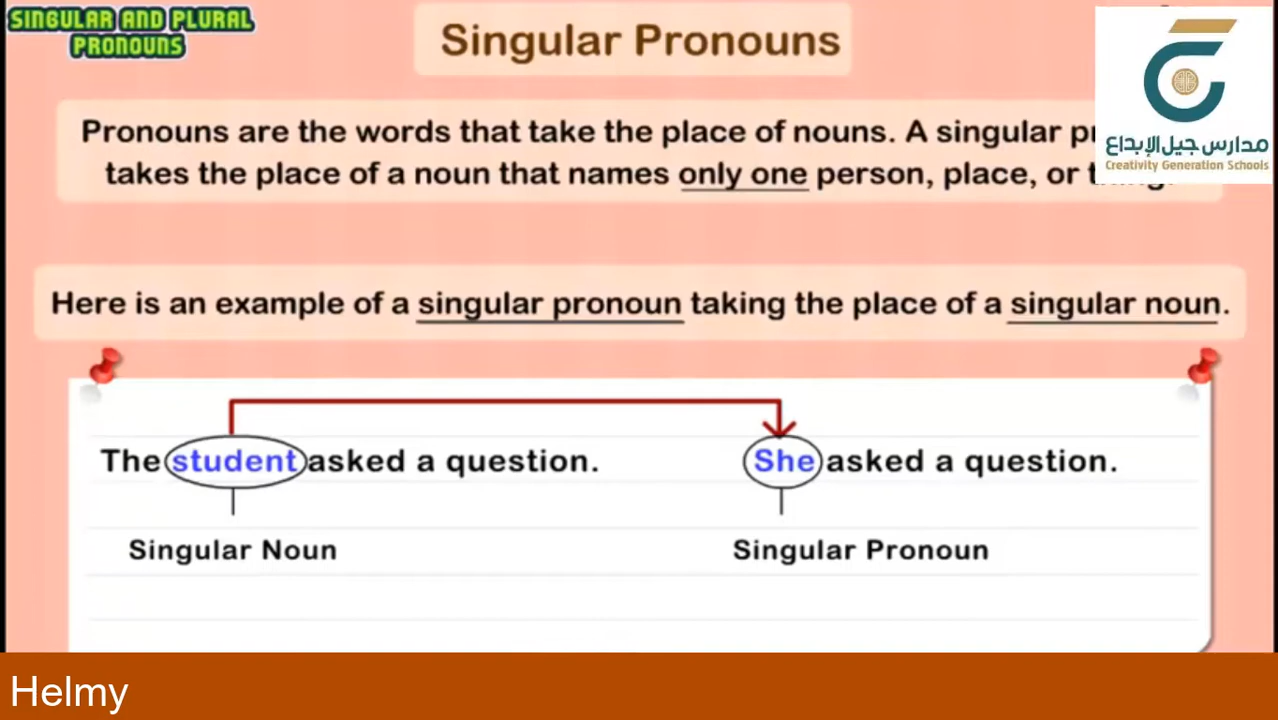 SINGULAR AND PLURAL
PRONOUNS
Singular Pronouns
مدارس جيل الإبداع
Creativity Generation Schools
Pronouns are the words that take the place of nouns. A singular
takes the place of a noun that names only one person, place, or
Here is an example of a singular pronoun taking the place of a singular noun.
The student asked a question. She asked a question.
Singular Noun Singular Pronoun
Helmy